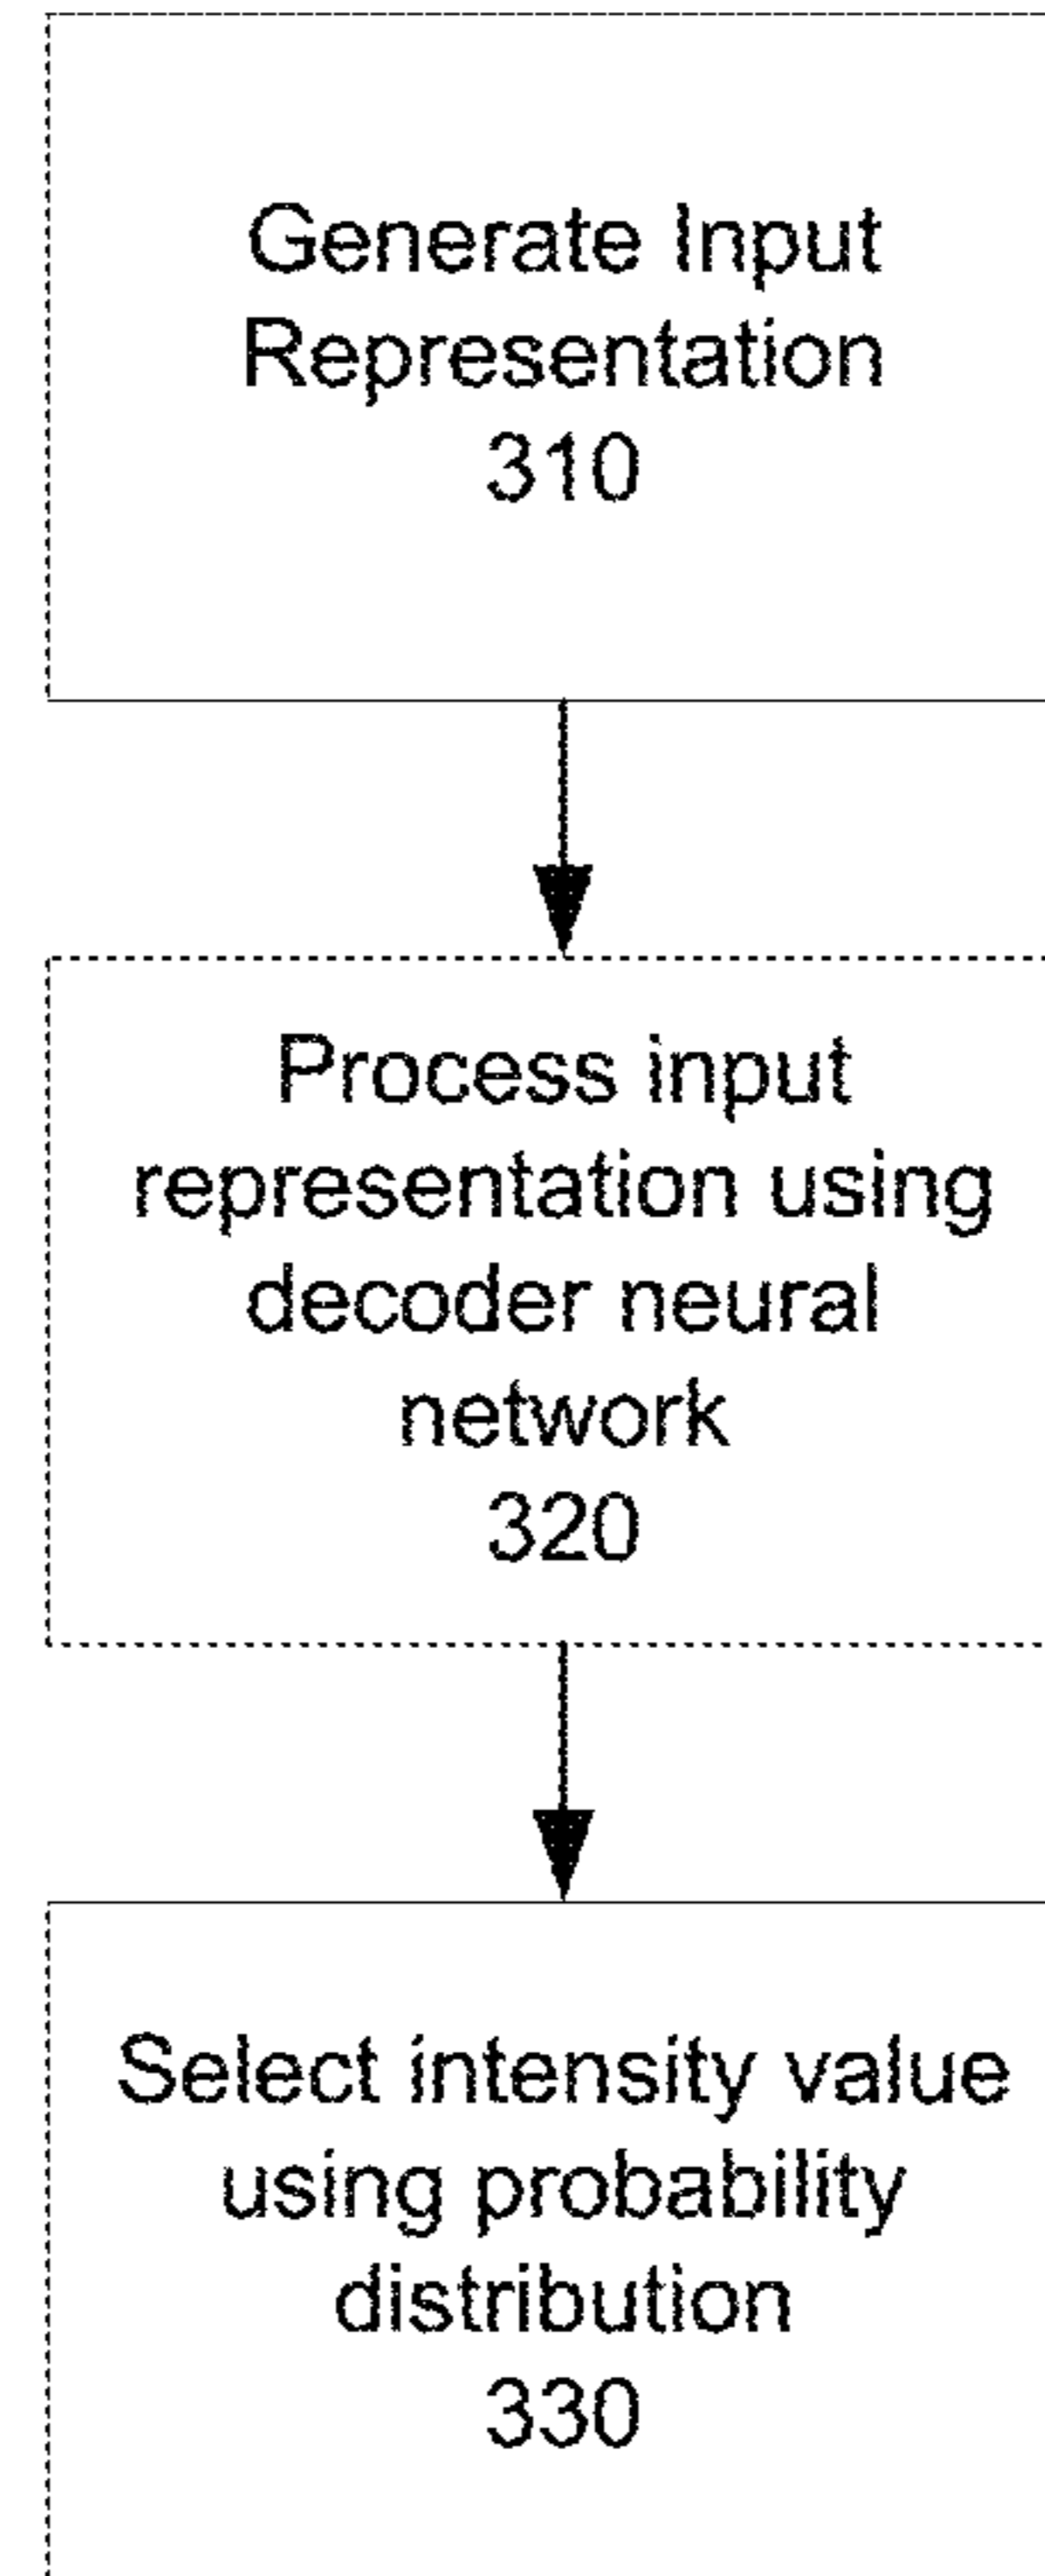 Generate Input
Representation
310
Process input
representation using
decoder neural
network
320
Select intensity value
using probability
distribution
330